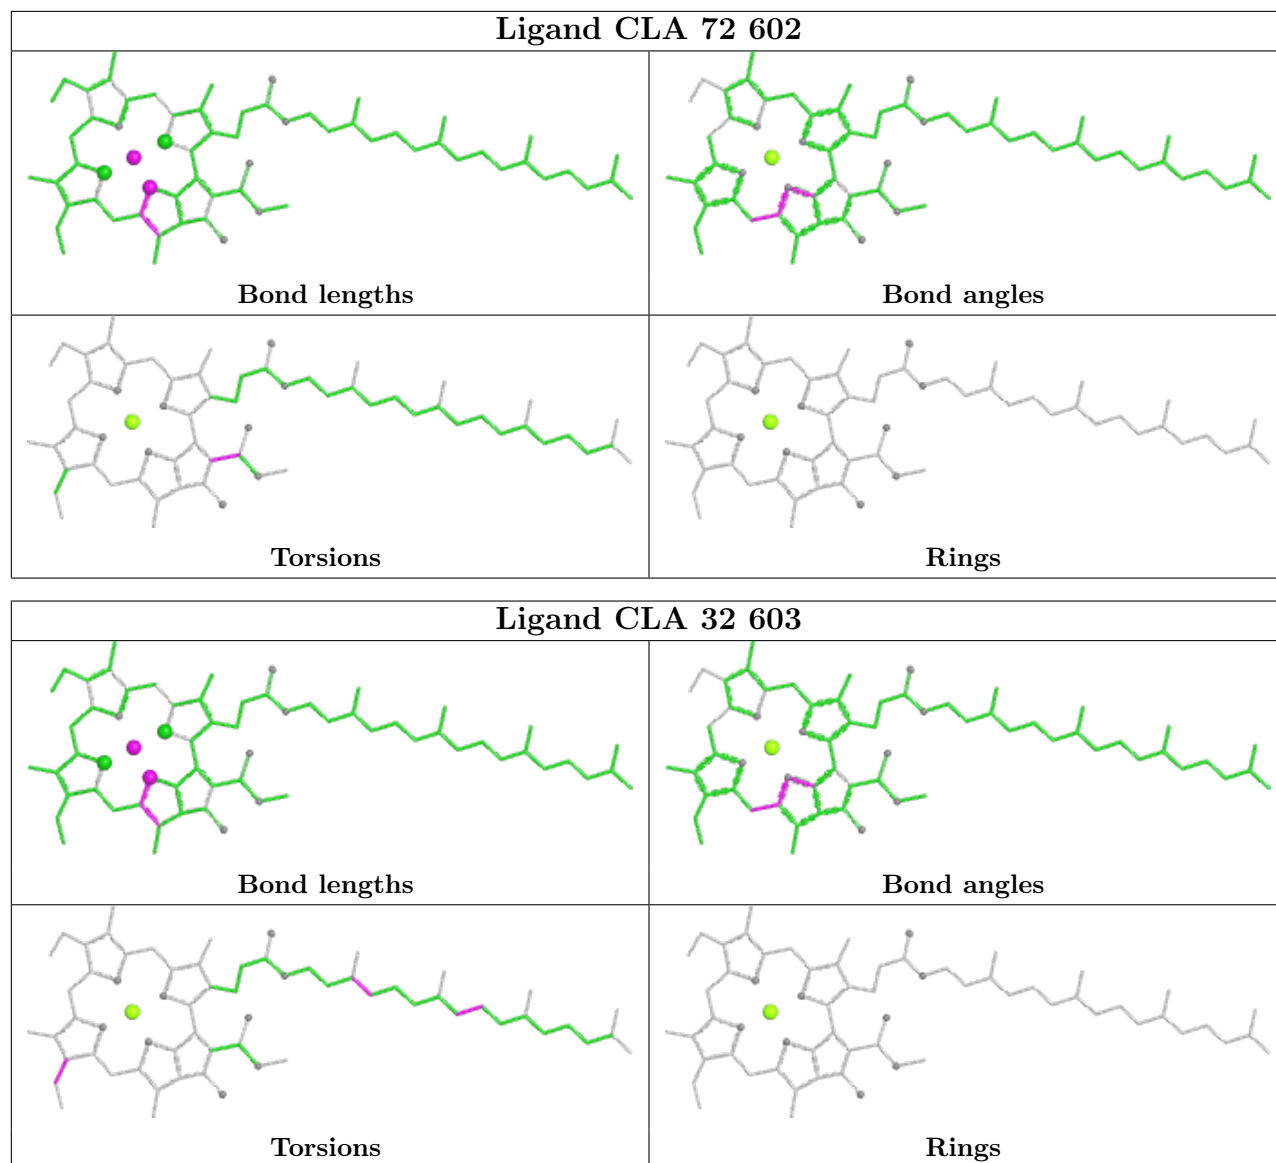 Ligand CLA 72 602
Bond lengths
Bond angles
Torsions
Rings
Ligand CLA 32 603
Bond lengths
Bond angles
Torsions
Rings